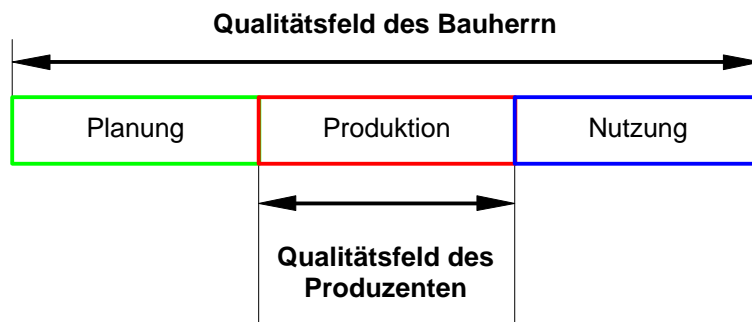 Qualitätsfeld des Bauherrn
Planung
Produktion
Nutzung
Qualitätsfeld des
Produzenten